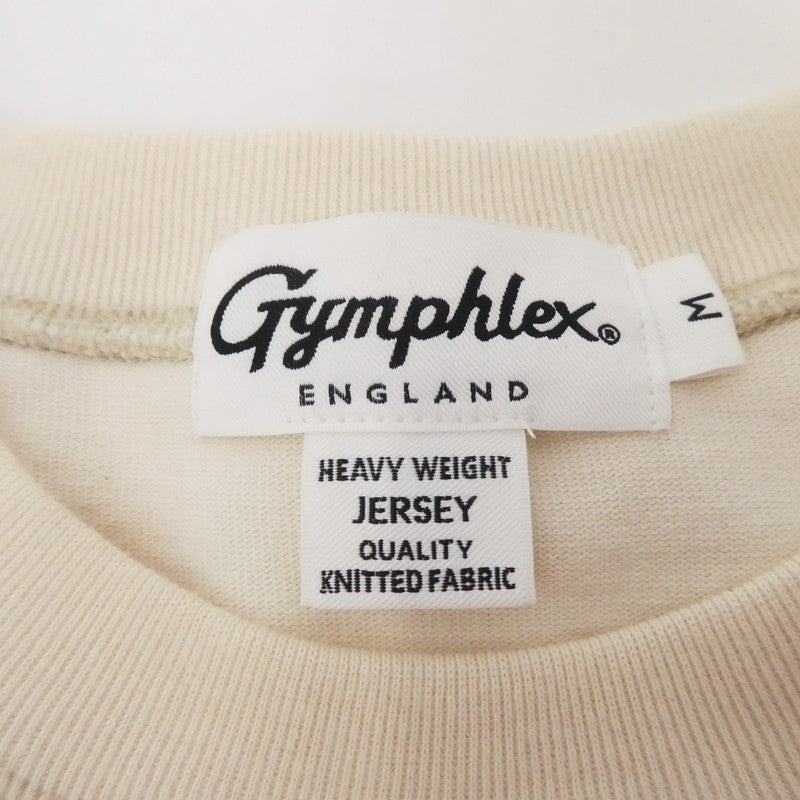 Gymphlex®
ENGLAND
M
HEAVY WEIGHT
JERSEY
QUALITY
KNITTED FABRIC